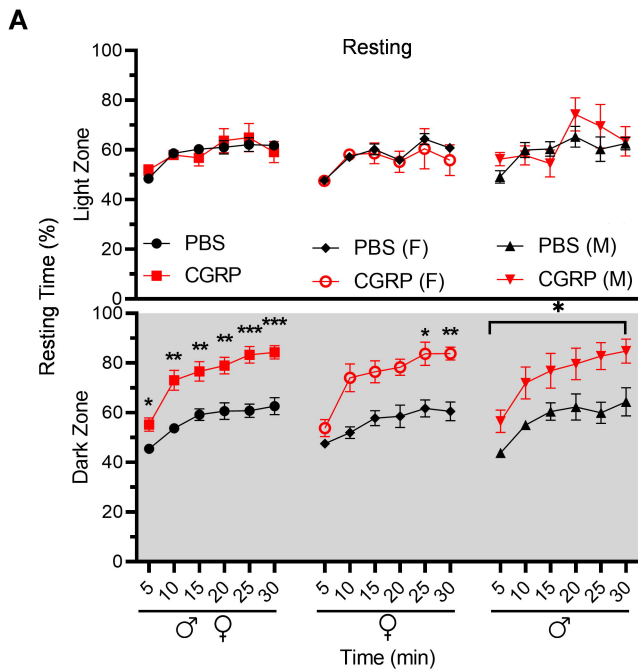 A
Resting
100
80
60
40
20
0
Light Zone
PBS
CGRP
PBS (F)
CGRP (F)
PBS (M)
CGRP (M)
Resting Time (%)
100
80
60
40
20
0
Dark Zone
* ** ** ** *** ***
* **
*
5 10 15 20 25 30 5 10 15 20 25 30 5 10 15 20 25 30
♂ ♀ ♀ ♂
Time (min)